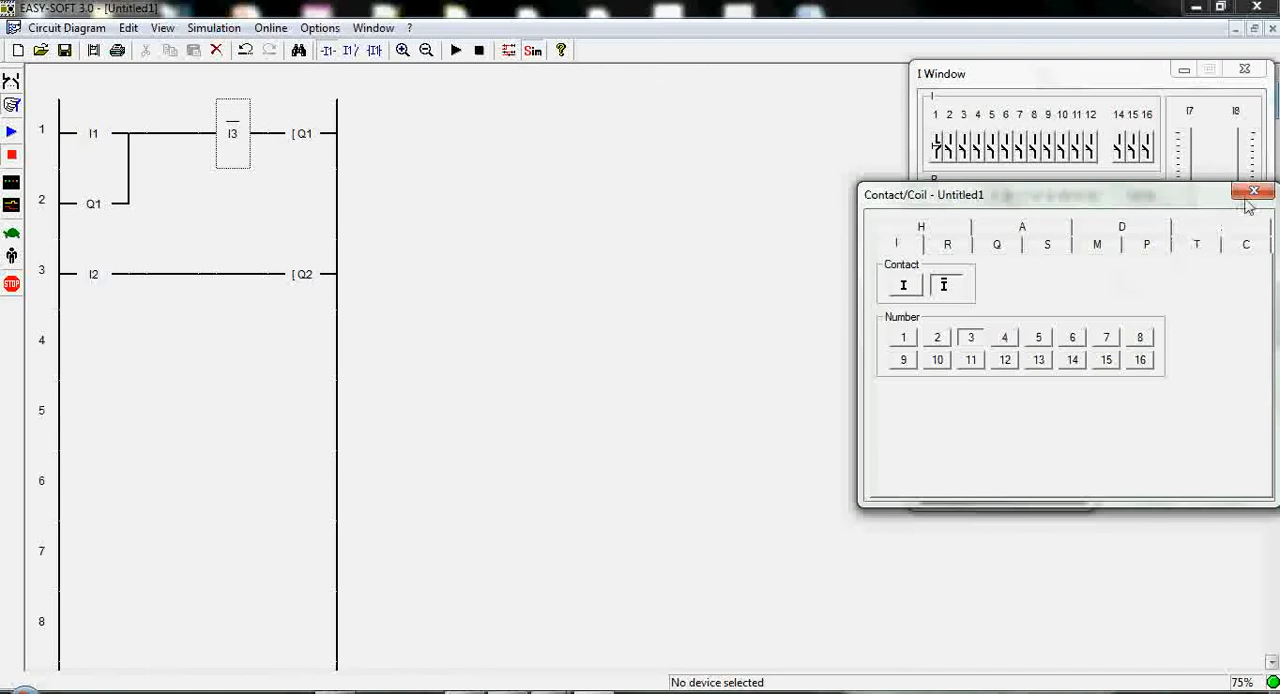 EASY-SOFT 3.0 - [Untitled1]
Circuit Diagram Edit View Simulation Online Options Window ?
Sim
I Window
I
1 2 3 4 5 6 7 8 9 10 11 12 14 15 16
I7 I8
Contact/Coil - Untitled1
H A D
I R Q S M P T C
Contact
I I
Number
1 2 3 4 5 6 7 8
9 10 11 12 13 14 15 16
1 I1 I3 [ Q1
2 Q1
3 I2 [ Q2
4
5
6
7
8
STOP
No device selected
75%